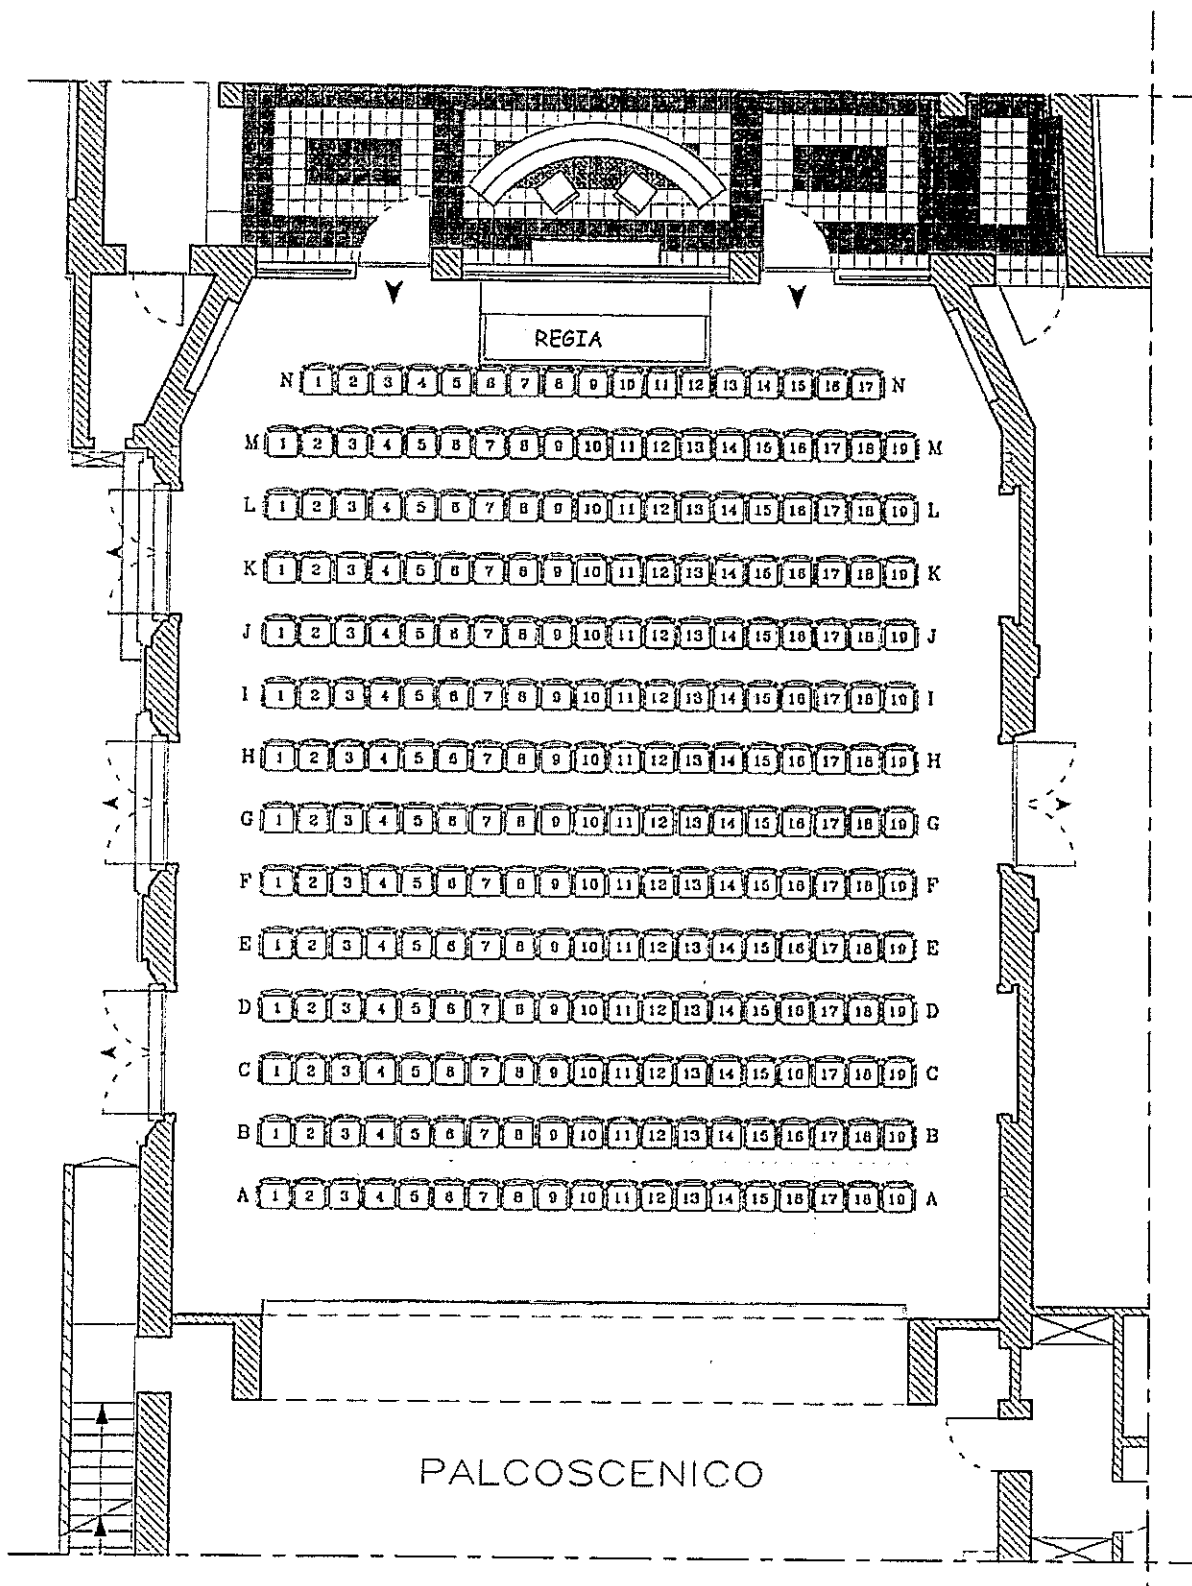 REGIA
N 1 2 3 4 5 6 7 8 9 10 11 12 13 14 15 16 17 N
M 1 2 3 4 5 6 7 8 9 10 11 12 13 14 15 16 17 18 19 M
L 1 2 3 4 5 6 7 8 9 10 11 12 13 14 15 16 17 18 19 L
K 1 2 3 4 5 6 7 8 9 10 11 12 13 14 15 16 17 18 19 K
J 1 2 3 4 5 6 7 8 9 10 11 12 13 14 15 16 17 18 19 J
I 1 2 3 4 5 6 7 8 9 10 11 12 13 14 15 16 17 18 19 I
H 1 2 3 4 5 6 7 8 9 10 11 12 13 14 15 16 17 18 19 H
G 1 2 3 4 5 6 7 8 9 10 11 12 13 14 15 16 17 18 19 G
F 1 2 3 4 5 6 7 8 9 10 11 12 13 14 15 16 17 18 19 F
E 1 2 3 4 5 6 7 8 9 10 11 12 13 14 15 16 17 18 19 E
D 1 2 3 4 5 6 7 8 9 10 11 12 13 14 15 16 17 18 19 D
C 1 2 3 4 5 6 7 8 9 10 11 12 13 14 15 16 17 18 19 C
B 1 2 3 4 5 6 7 8 9 10 11 12 13 14 15 16 17 18 19 B
A 1 2 3 4 5 6 7 8 9 10 11 12 13 14 15 16 17 18 19 A
PALCOSCENICO